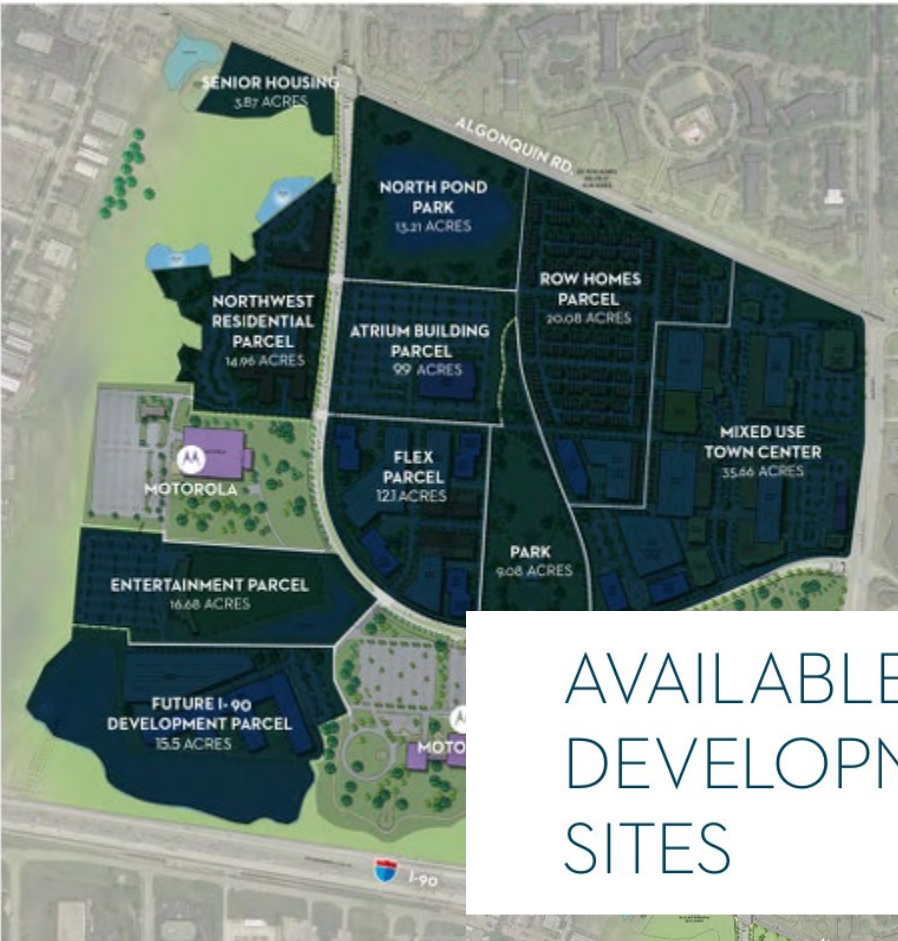 SENIOR HOUSING
3.87 ACRES
ALGONQUIN RD.
NORTH POND
PARK
13.21 ACRES
ROW HOMES
PARCEL
20.08 ACRES
NORTHWEST
RESIDENTIAL
PARCEL
14.96 ACRES
ATRIUM BUILDING
PARCEL
9.9 ACRES
MIXED USE
TOWN CENTER
35.66 ACRES
FLEX
PARCEL
12.1 ACRES
MOTOROLA
PARK
9.08 ACRES
ENTERTAINMENT PARCEL
16.68 ACRES
FUTURE I-90
DEVELOPMENT PARCEL
15.5 ACRES
MOTO
I-90
AVAILABLE
DEVELOPM
SITES